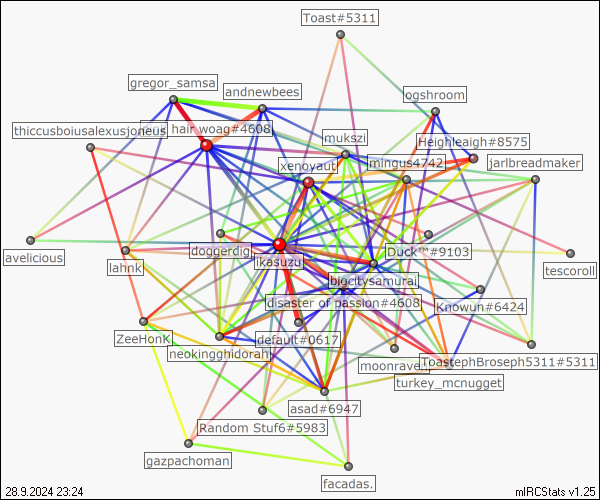 Toast#5311
gregor_samsa
andnewbees
ogshroom
thiccusboiusalexusjoneus
hair woag#4608
mukszi
Heighleaigh#8575
xenoyaut
mingus4742
jarlbreadmaker
avelicious
lahnk
doggerdig
ikasuzu
Duck™#9103
tescoroll
bigcitysamurai
disaster of passion#4608
Knowun#6424
ZeeHonK
default#0617
neokingghidorah
moonraven
ToastephBroseph5311#5311
turkey_mcnugget
asad#6947
Random Stuf6#5983
gazpachoman
facadas.
28.9.2024 23:24
mIRCStats v1.25